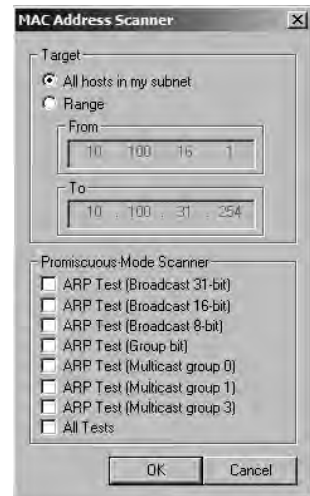 MAC Address Scanner
Target
All hosts in my subnet
Range
From
10 . 100 . 16 . 1
To
10 . 100 . 31 . 254
Promiscuous-Mode Scanner
ARP Test (Broadcast 31-bit)
ARP Test (Broadcast 16-bit)
ARP Test (Broadcast 8-bit)
ARP Test (Group bit)
ARP Test (Multicast group 0)
ARP Test (Multicast group 1)
ARP Test (Multicast group 3)
All Tests
OK Cancel